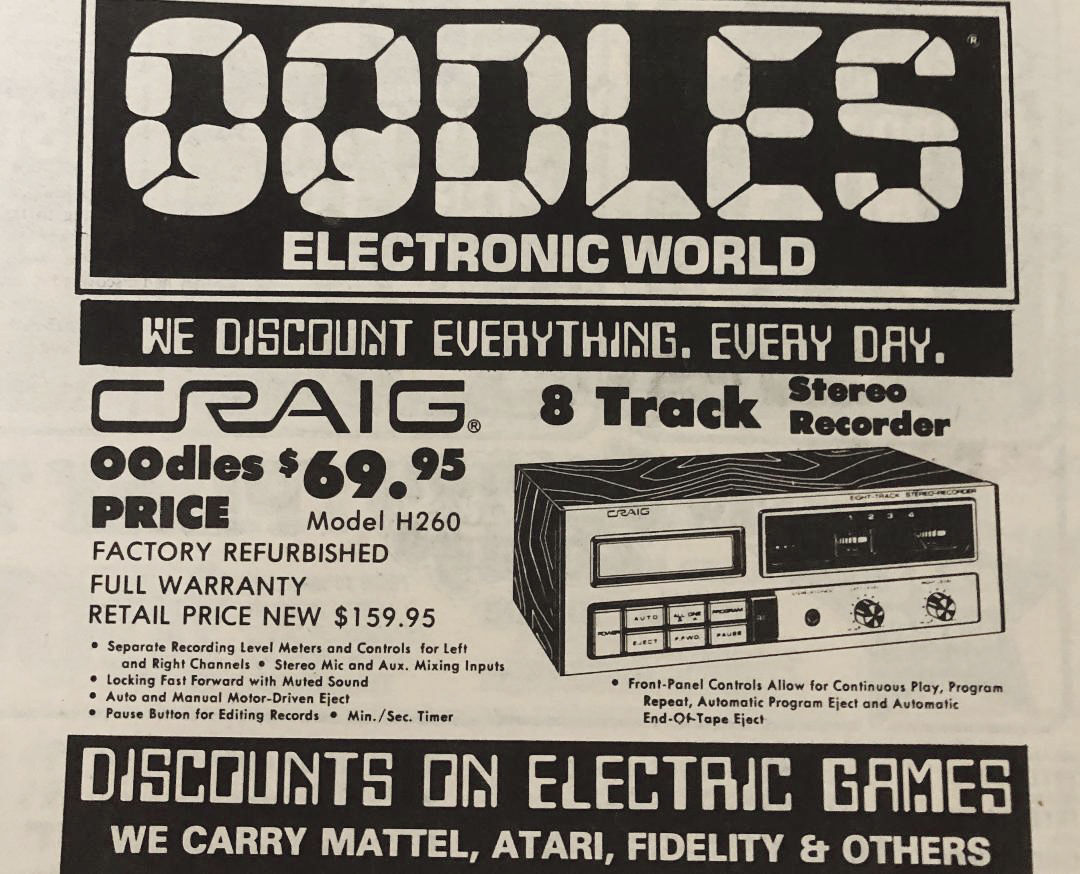 OODLES®
ELECTRONIC WORLD
WE DISCOUNT EVERYTHING. EVERY DAY.
CRAIG®
8 Track Stereo Recorder
OOdles $69.95
PRICE
Model H260
FACTORY REFURBISHED
FULL WARRANTY
RETAIL PRICE NEW $159.95
• Separate Recording Level Meters and Controls for Left
and Right Channels • Stereo Mic and Aux. Mixing Inputs
• Locking Fast Forward with Muted Sound
• Auto and Manual Motor-Driven Eject
• Pause Button for Editing Records • Min./Sec. Timer
CRAIG
EIGHT-TRACK STEREO-RECORDER
1 2 3 4
POWER
AUTO
PROGRAM
EJECT
F.FWD.
PAUSE
• Front-Panel Controls Allow for Continuous Play, Program
Repeat, Automatic Program Eject and Automatic
End-Of-Tape Eject
DISCOUNTS ON ELECTRIC GAMES
WE CARRY MATTEL, ATARI, FIDELITY & OTHERS